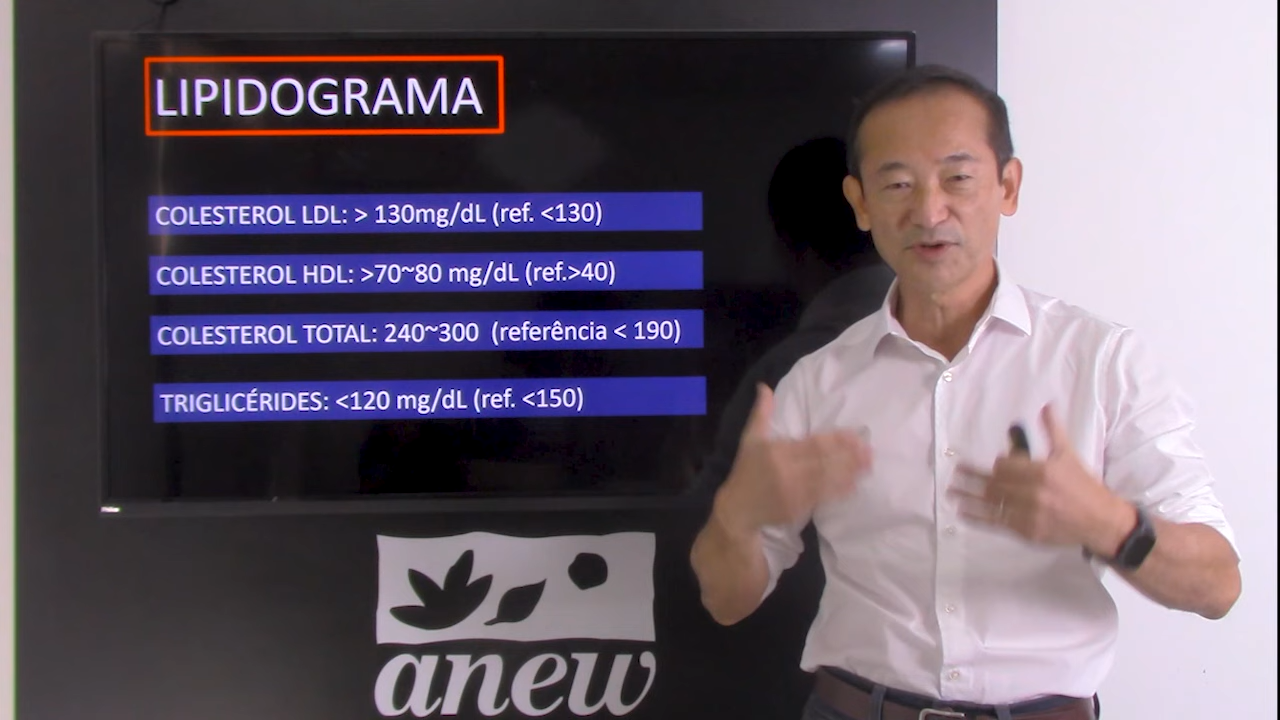 LIPIDOGRAMA
COLESTEROL LDL: > 130mg/dL (ref. <130)
COLESTEROL HDL: >70~80 mg/dL (ref.>40)
COLESTEROL TOTAL: 240~300 (referência < 190)
TRIGLICÉRIDES: <120 mg/dL (ref. <150)
anew